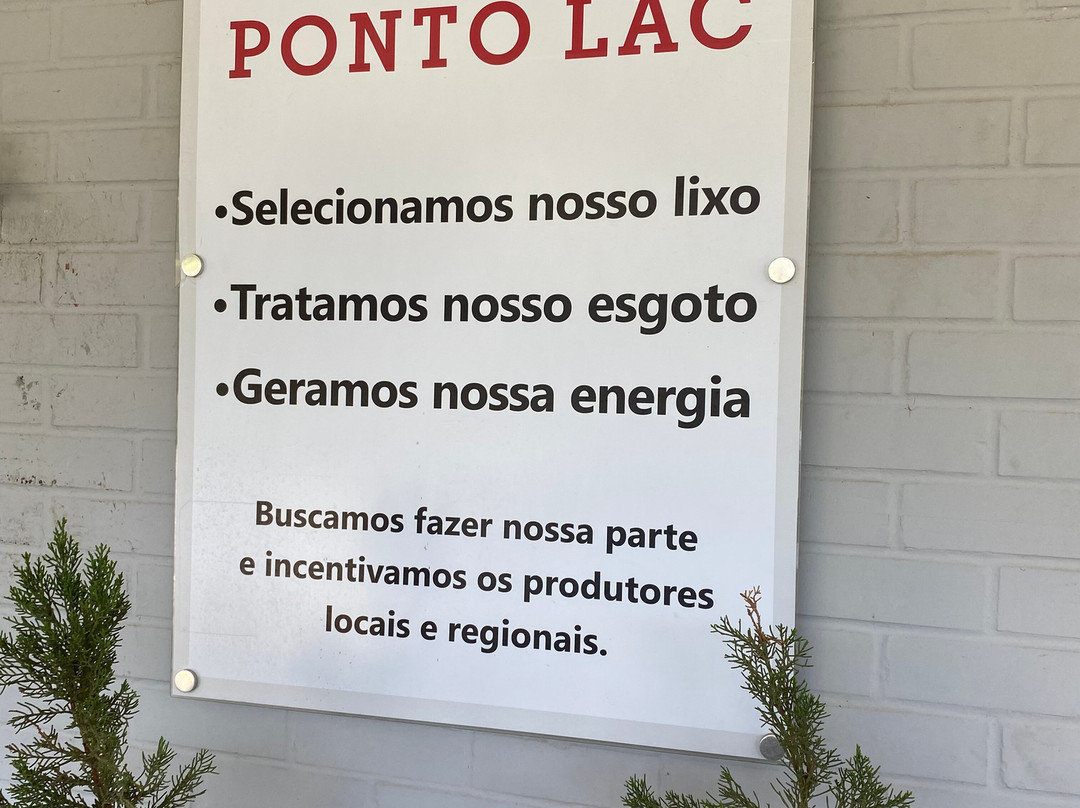 PONTO LAC
•Selecionamos nosso lixo
•Tratamos nosso esgoto
•Geramos nossa energia
Buscamos fazer nossa parte
e incentivamos os produtores
locais e regionais.